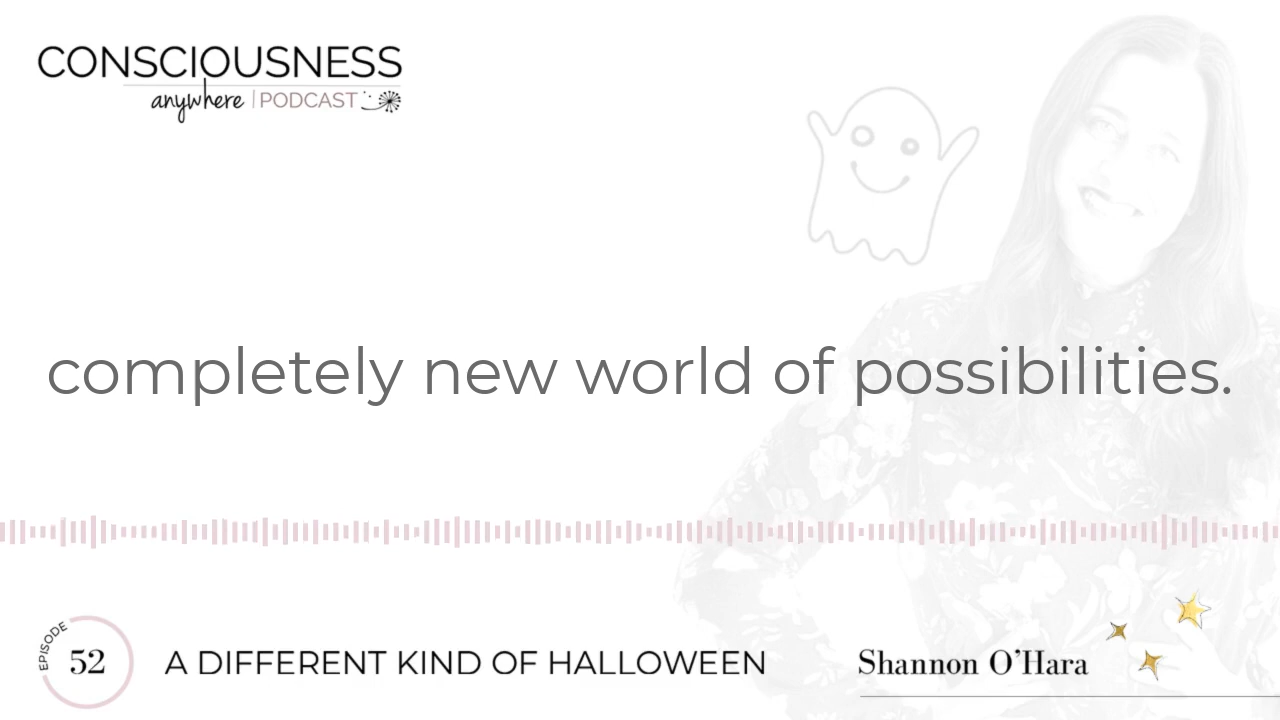 CONSCIOUSNESS
anywhere | PODCAST
completely new world of possibilities.
EPISODE
52
A DIFFERENT KIND OF HALLOWEEN
Shannon O'Hara